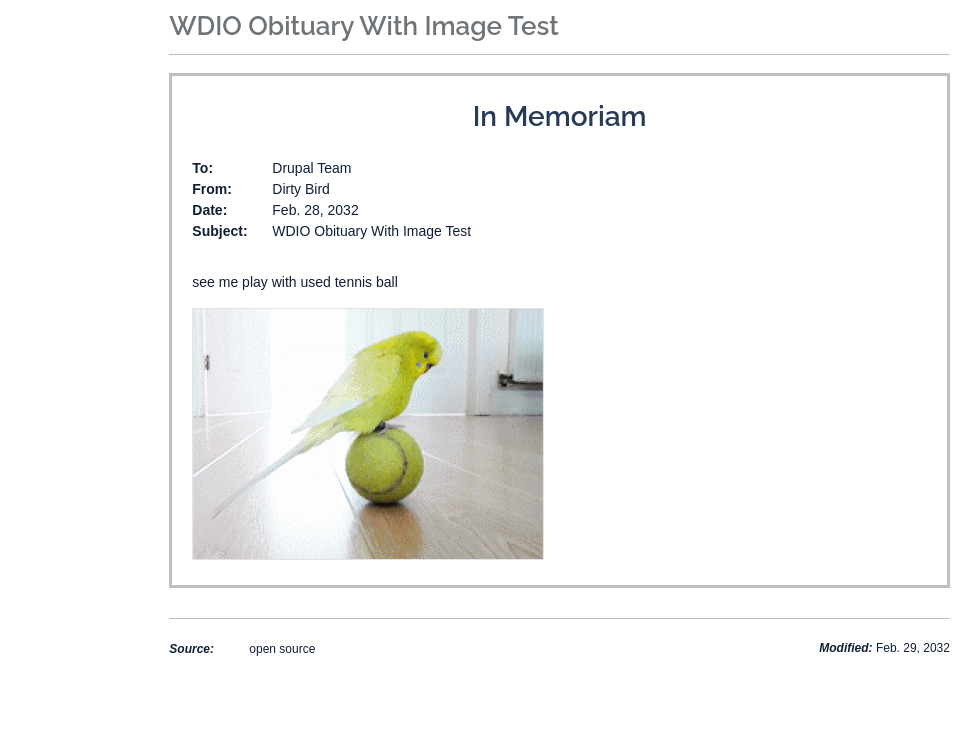 WDIO Obituary With Image Test
In Memoriam
To: Drupal Team
From: Dirty Bird
Date: Feb. 28, 2032
Subject: WDIO Obituary With Image Test
see me play with used tennis ball
Source: open source
Modified: Feb. 29, 2032